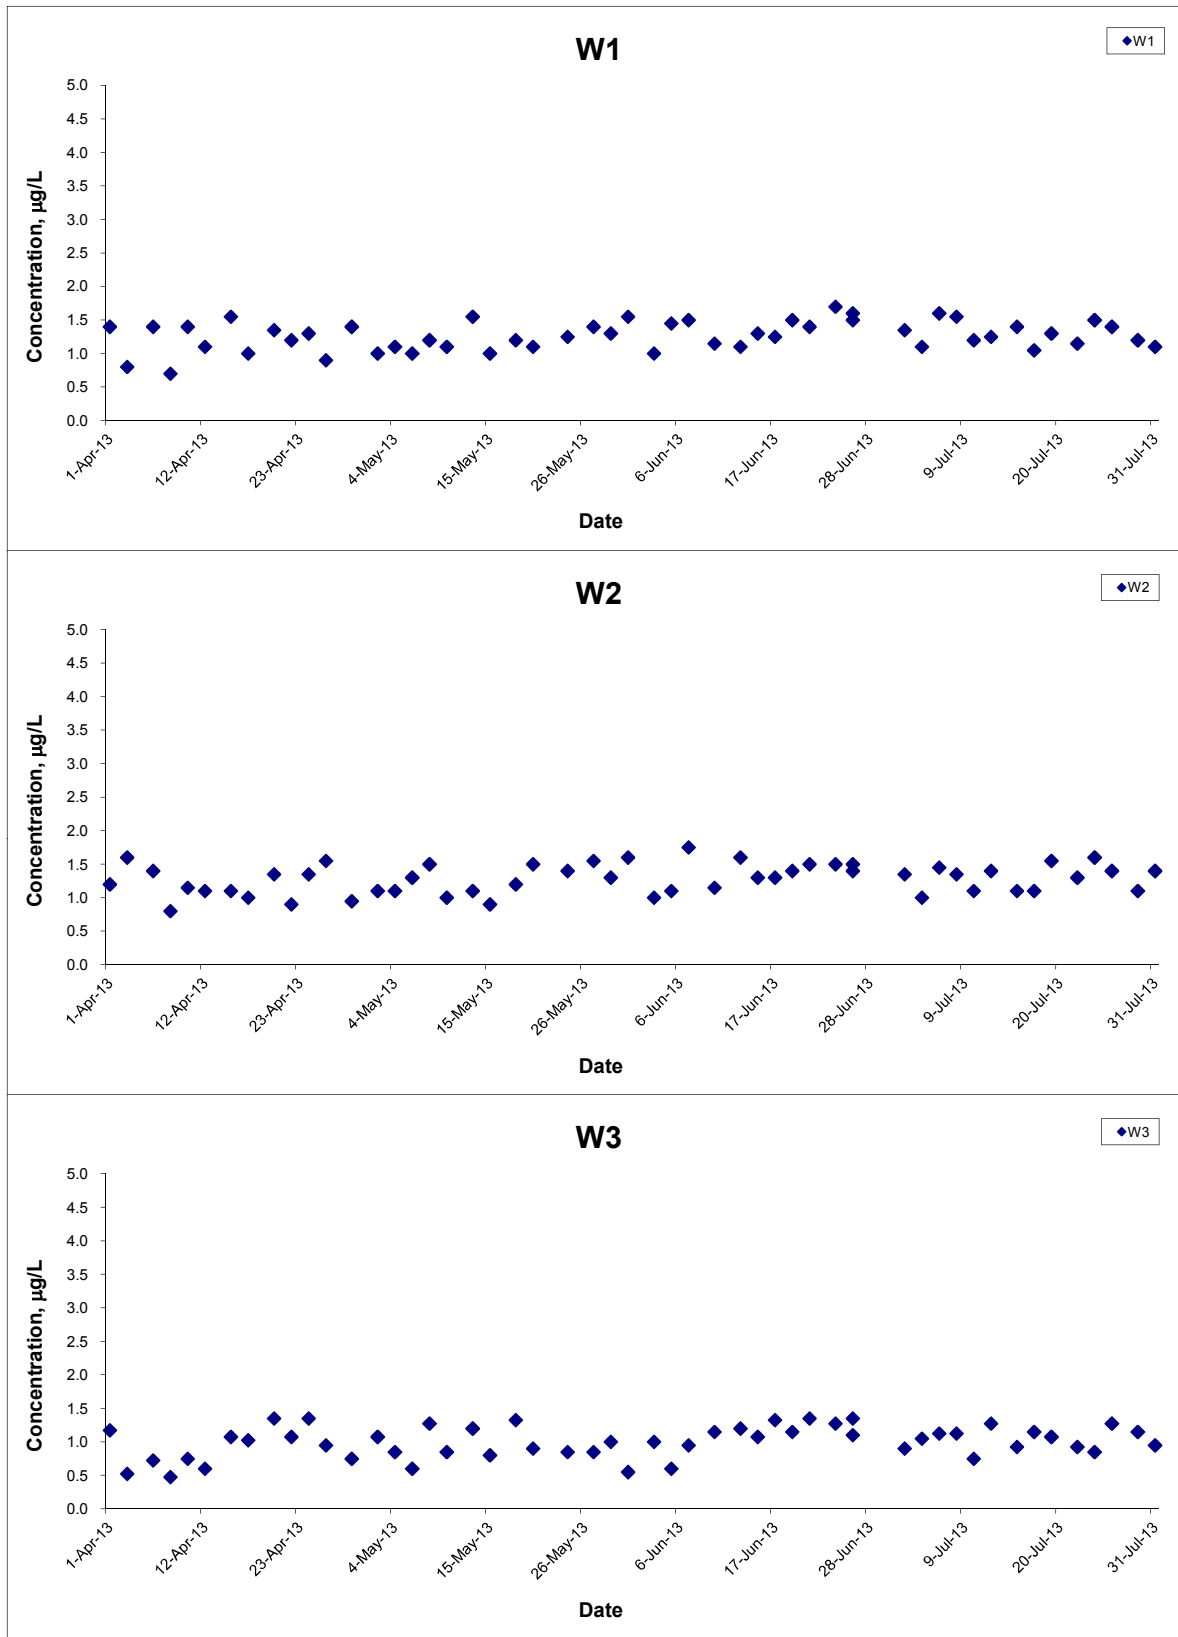 W1
W1
5.0
4.5
4.0
3.5
3.0
2.5
2.0
1.5
1.0
0.5
0.0
Concentration, µg/L
1-Apr-13
12-Apr-13
23-Apr-13
4-May-13
15-May-13
26-May-13
6-Jun-13
17-Jun-13
28-Jun-13
9-Jul-13
20-Jul-13
31-Jul-13
Date
W2
W2
5.0
4.5
4.0
3.5
3.0
2.5
2.0
1.5
1.0
0.5
0.0
Concentration, µg/L
1-Apr-13
12-Apr-13
23-Apr-13
4-May-13
15-May-13
26-May-13
6-Jun-13
17-Jun-13
28-Jun-13
9-Jul-13
20-Jul-13
31-Jul-13
Date
W3
W3
5.0
4.5
4.0
3.5
3.0
2.5
2.0
1.5
1.0
0.5
0.0
Concentration, µg/L
1-Apr-13
12-Apr-13
23-Apr-13
4-May-13
15-May-13
26-May-13
6-Jun-13
17-Jun-13
28-Jun-13
9-Jul-13
20-Jul-13
31-Jul-13
Date